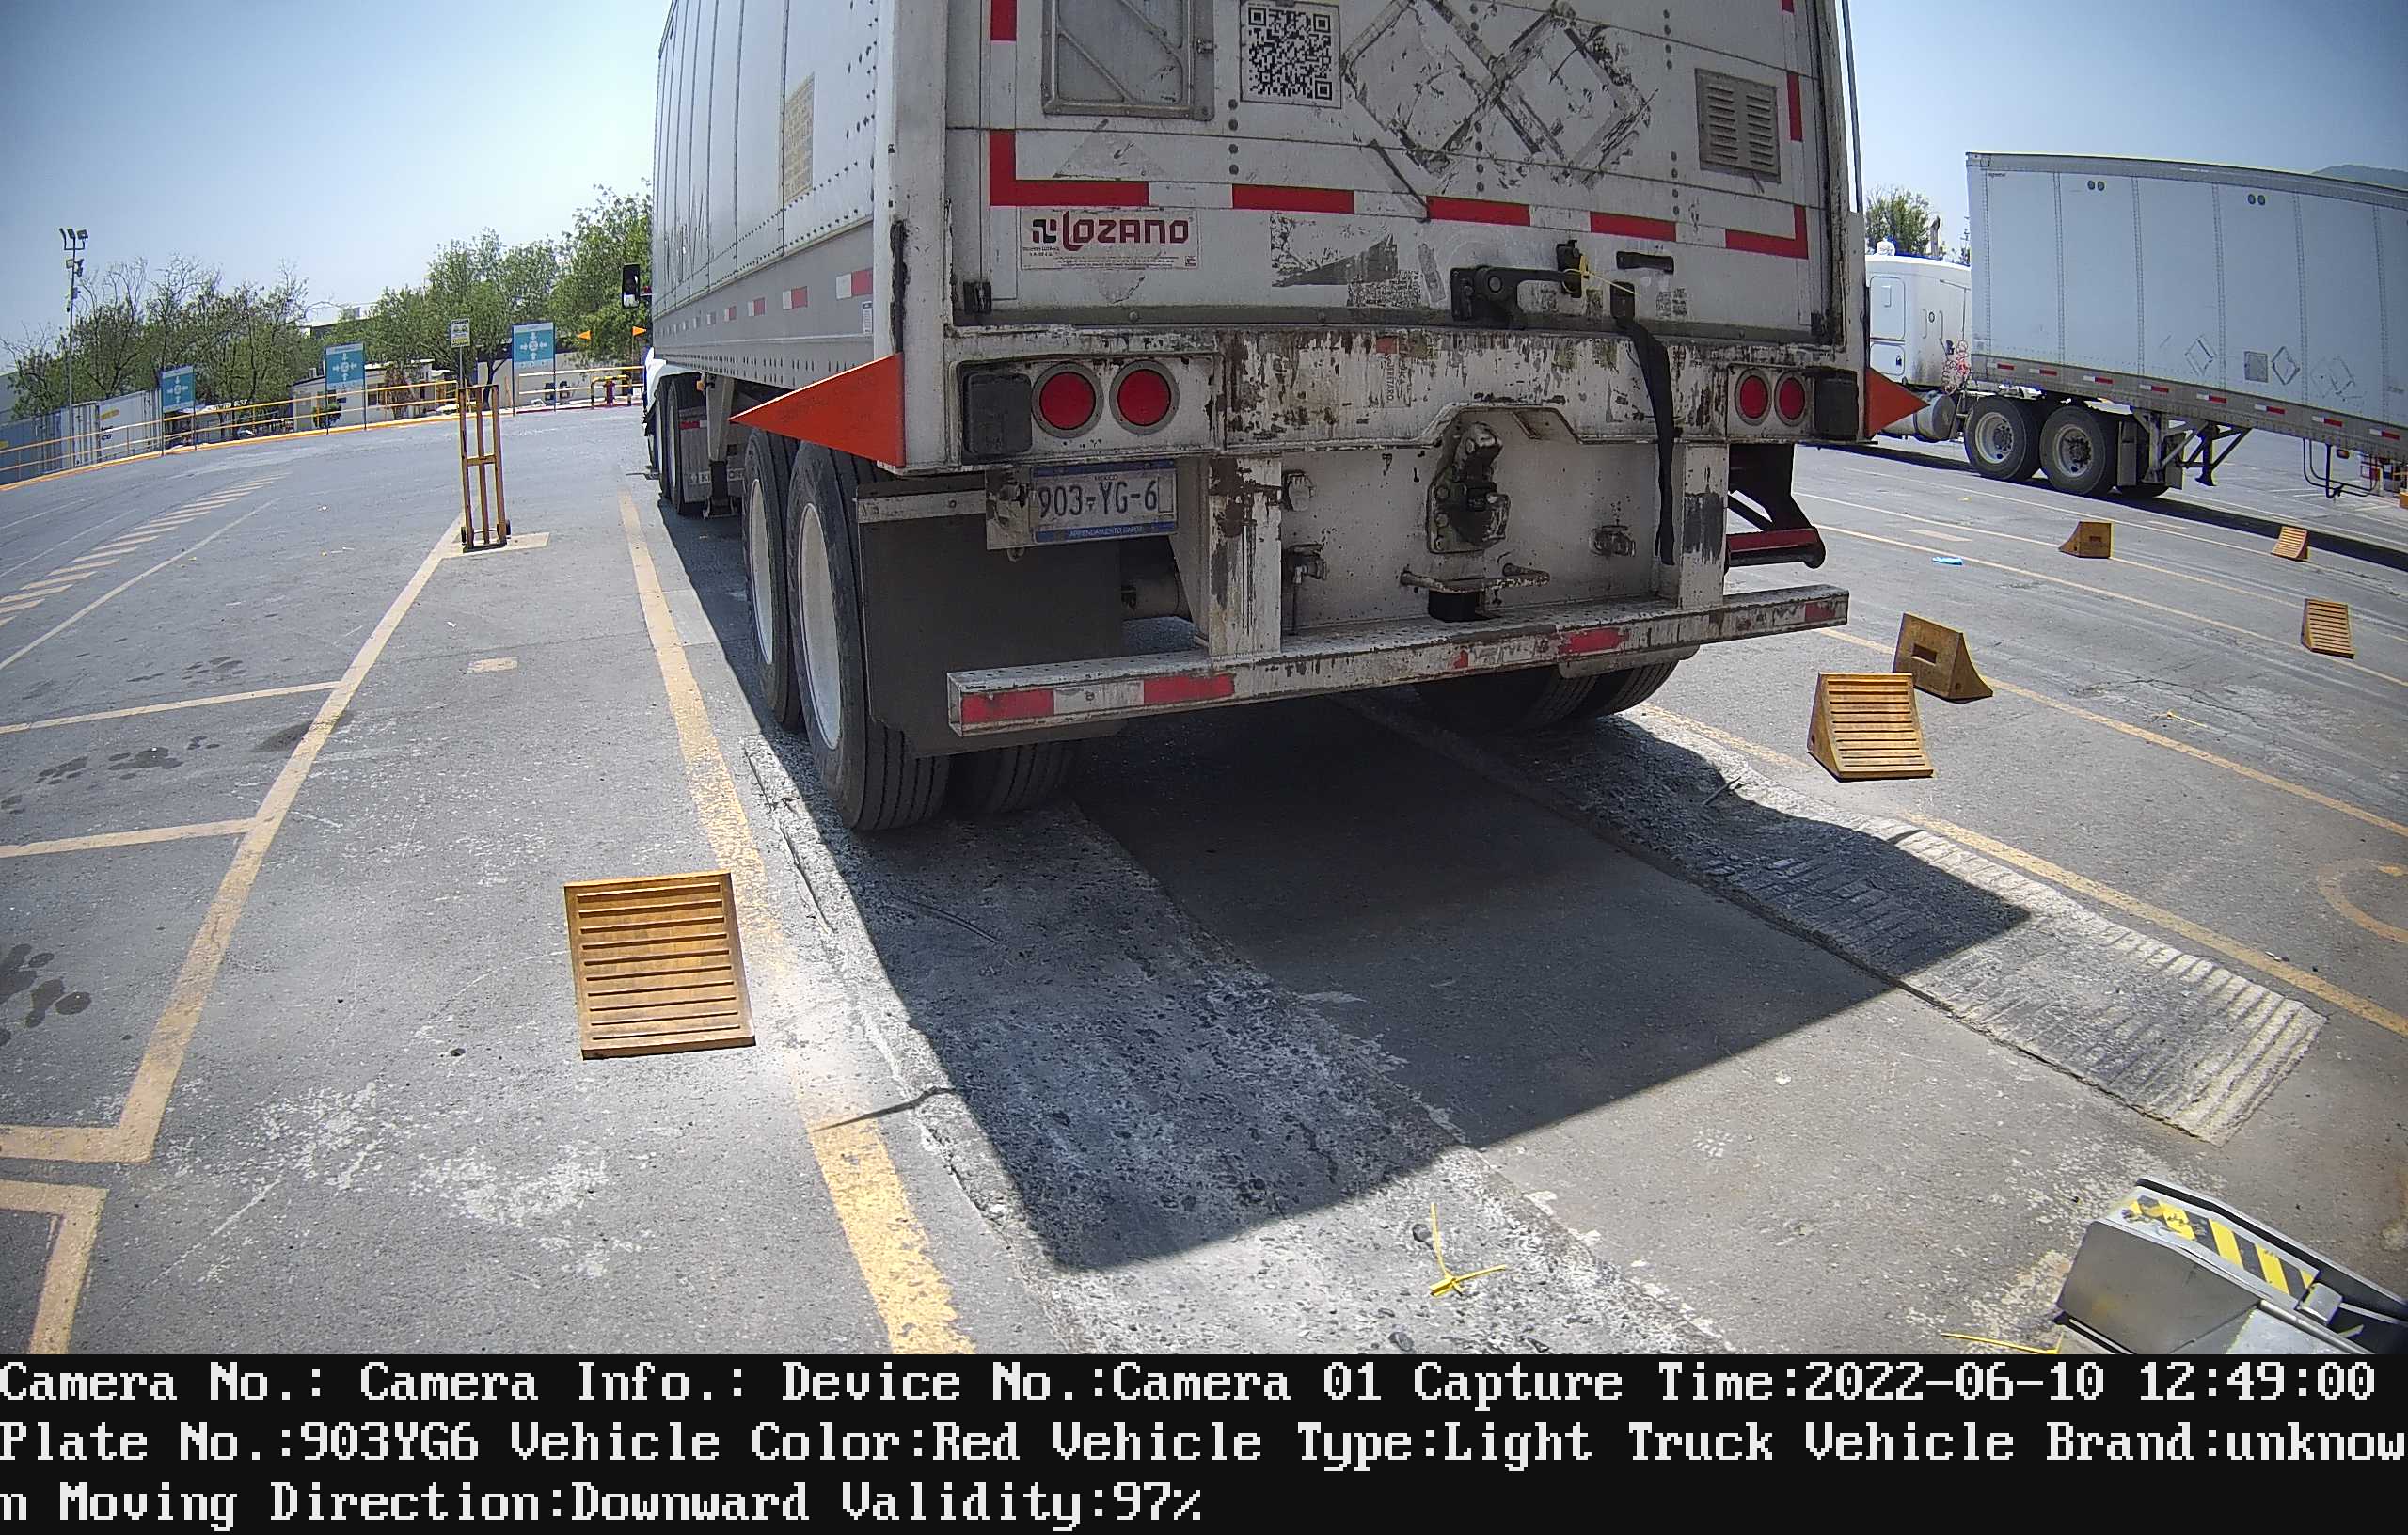 LOZANO
MEXICO
903-YG-6
Camera No.: Camera Info.: Device No.:Camera 01 Capture Time:2022-06-10 12:49:00
Plate No.:903YG6 Vehicle Color:Red Vehicle Type:Light Truck Vehicle Brand:unknow
n Moving Direction:Downward Validity:97%